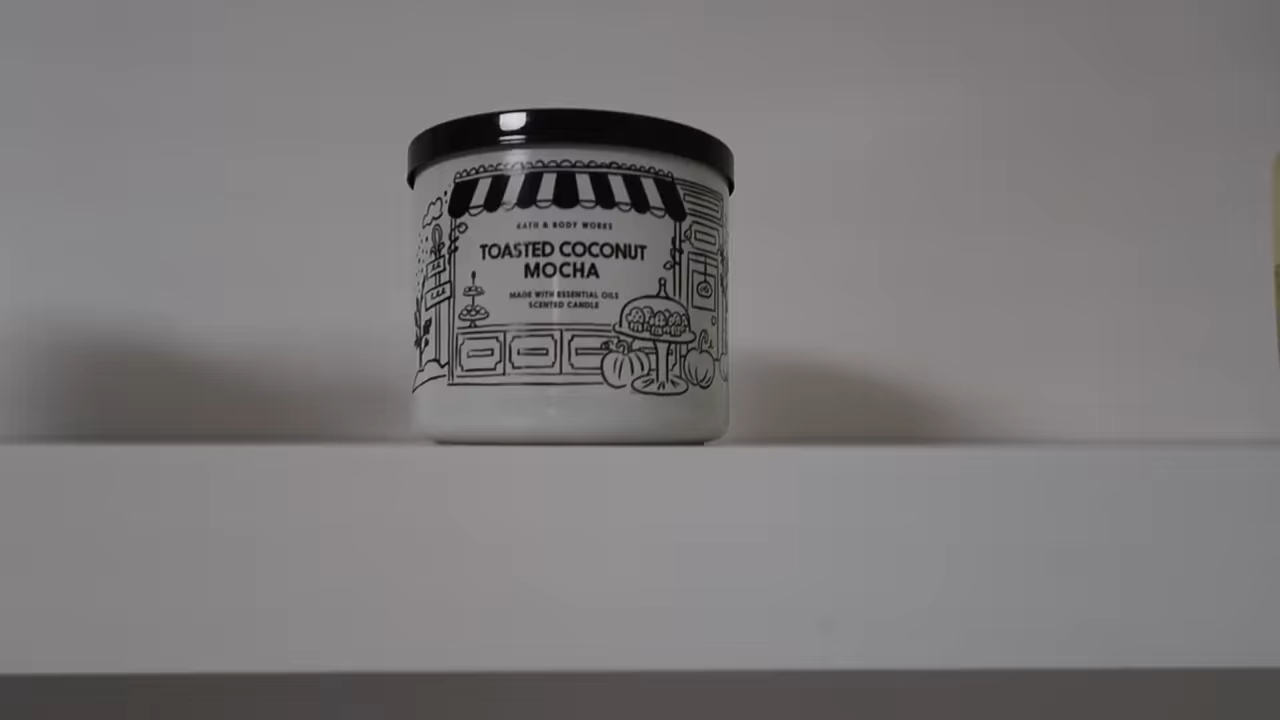 BATH & BODY WORKS
TOASTED COCONUT
MOCHA
MADE WITH ESSENTIAL OILS
SCENTED CANDLE